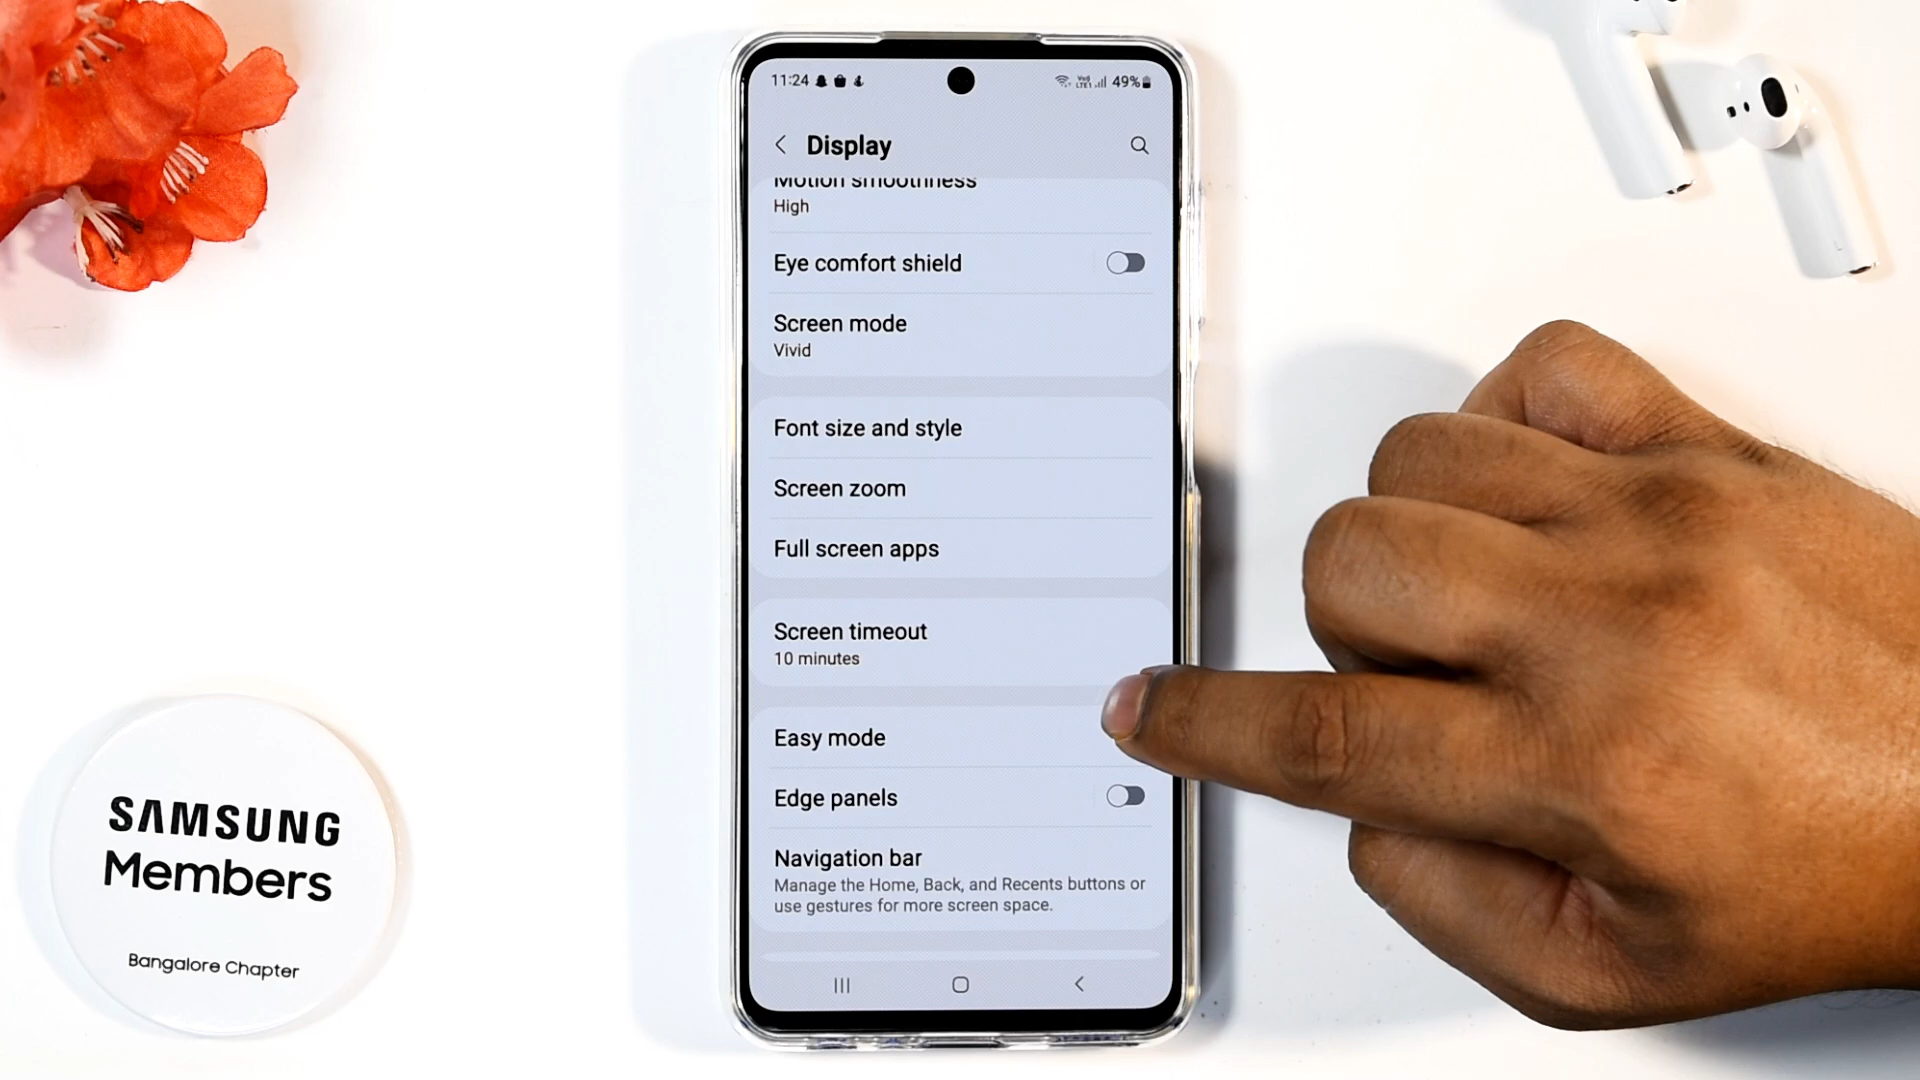 11:24 49%
Display
Motion smoothness
High
Eye comfort shield
Screen mode
Vivid
Font size and style
Screen zoom
Full screen apps
Screen timeout
10 minutes
Easy mode
Edge panels
Navigation bar
Manage the Home, Back, and Recents buttons or
use gestures for more screen space.
SAMSUNG
Members
Bangalore Chapter
L